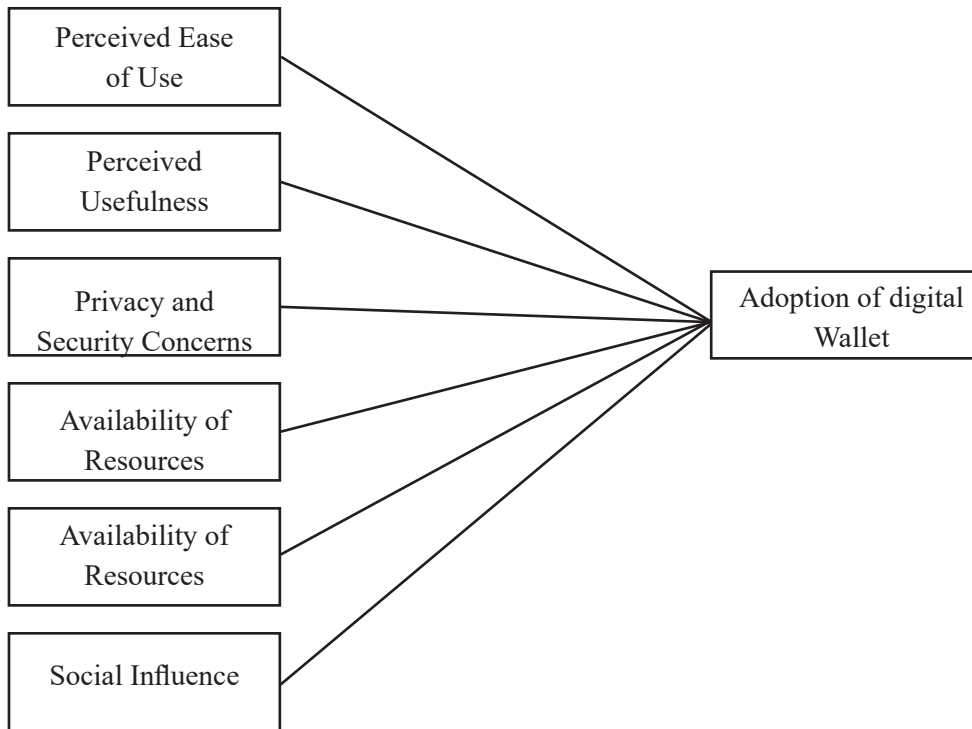 Perceived Ease
of Use
Perceived
Usefulness
Privacy and
Security Concerns
Availability of
Resources
Availability of
Resources
Social Influence
Adoption of digital
Wallet